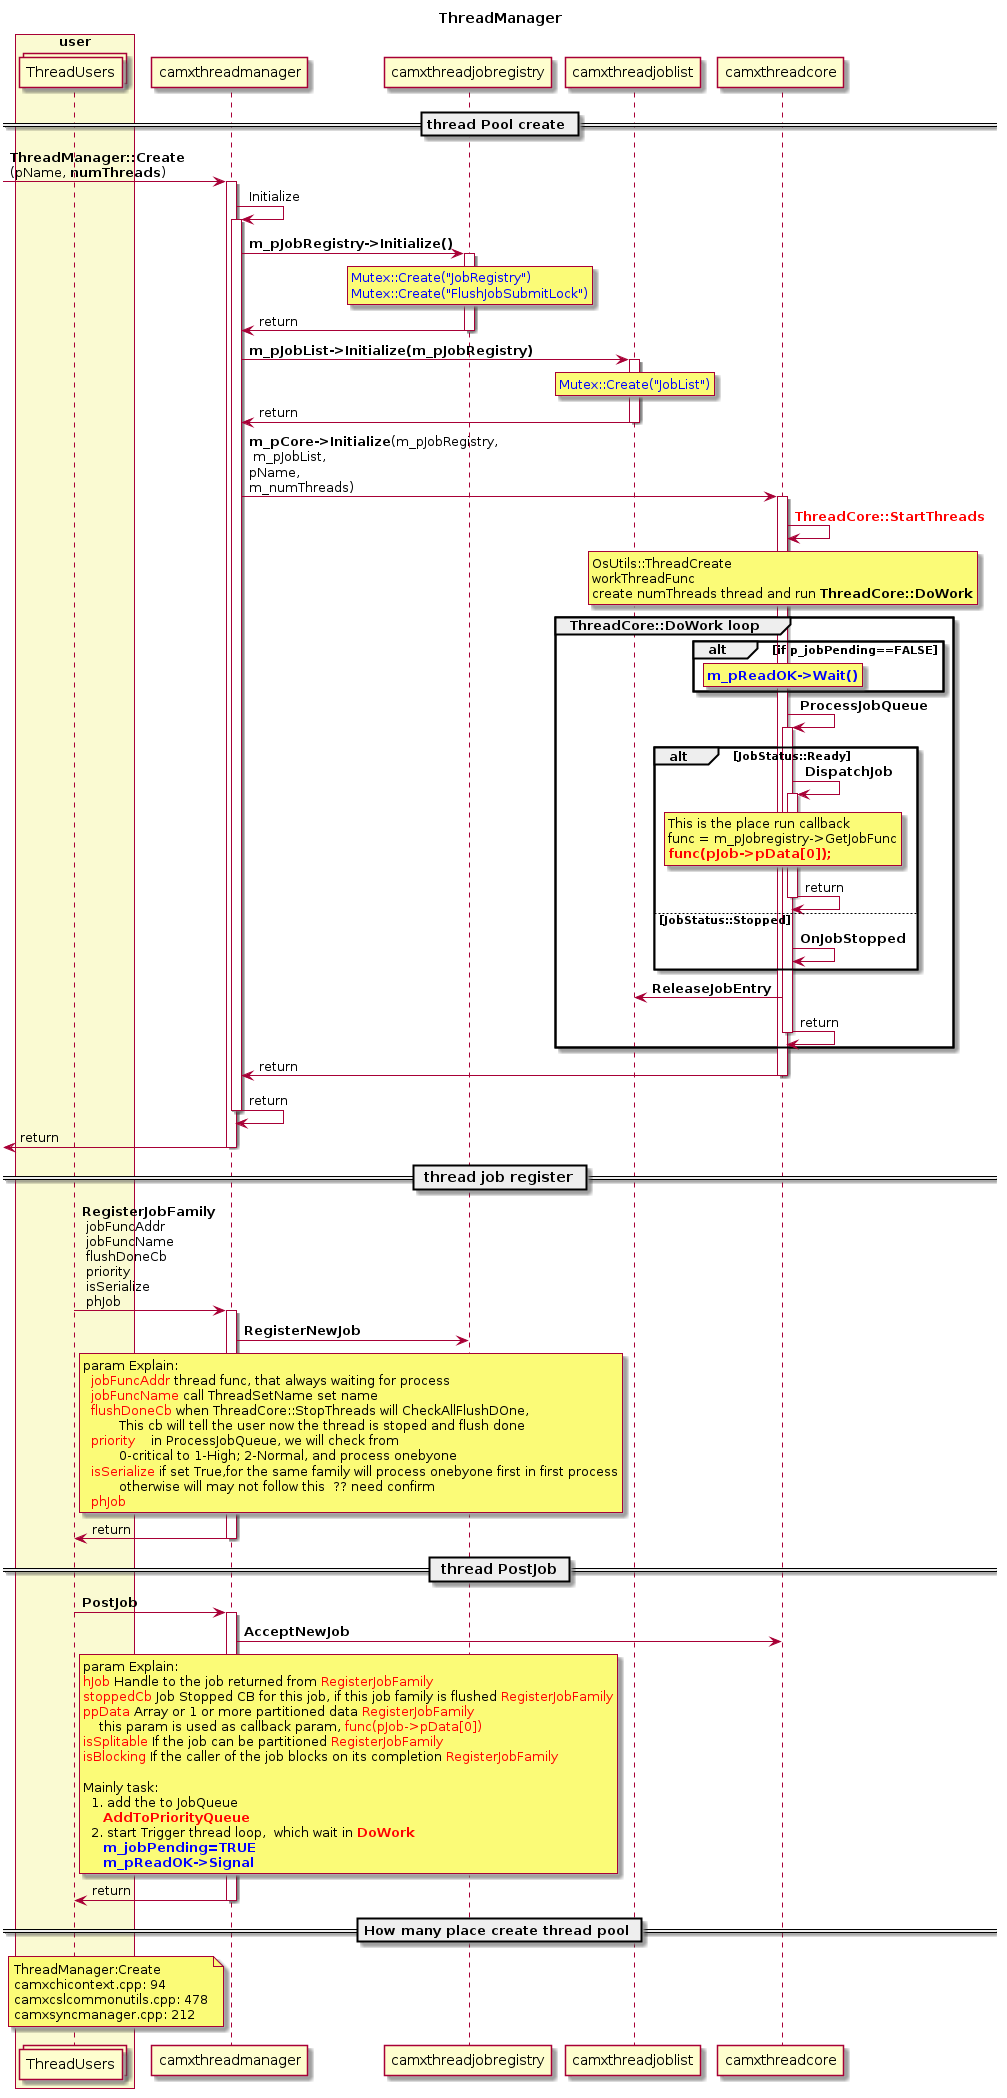 ThreadManager
user
ThreadUsers
camxthreadmanager
camxthreadjobregistry
camxthreadjoblist
camxthreadcore
thread Pool create
ThreadManager::Create
(pName, numThreads)
Initialize
m_pJobRegistry->Initialize()
Mutex::Create("JobRegistry")
Mutex::Create("FlushJobSubmitLock")
return
m_pJobList->Initialize(m_pJobRegistry)
Mutex::Create("JobList")
return
m_pCore->Initialize(m_pJobRegistry,
m_pJobList,
pName,
m_numThreads)
ThreadCore::StartThreads
OsUtils::ThreadCreate
workThreadFunc
create numThreads thread and run ThreadCore::DoWork
ThreadCore::DoWork loop
alt [if p_jobPending==FALSE]
m_pReadOK->Wait()
ProcessJobQueue
alt [JobStatus::Ready]
DispatchJob
This is the place run callback
func = m_pJobregistry->GetJobFunc
func(pJob->pData[0]);
return
[JobStatus::Stopped]
OnJobStopped
ReleaseJobEntry
return
return
return
return
thread job register
RegisterJobFamily
jobFuncAddr
jobFuncName
flushDoneCb
priority
isSerialize
phJob
RegisterNewJob
param Explain:
jobFuncAddr thread func, that always waiting for process
jobFuncName call ThreadSetName set name
flushDoneCb when ThreadCore::StopThreads will CheckAllFlushDOne,
This cb will tell the user now the thread is stoped and flush done
priority in ProcessJobQueue, we will check from
0-critical to 1-High; 2-Normal, and process onebyone
isSerialize if set True,for the same family will process onebyone first in first process
otherwise will may not follow this ?? need confirm
phJob
return
thread PostJob
PostJob
AcceptNewJob
param Explain:
hJob Handle to the job returned from RegisterJobFamily
stoppedCb Job Stopped CB for this job, if this job family is flushed RegisterJobFamily
ppData Array or 1 or more partitioned data RegisterJobFamily
this param is used as callback param, func(pJob->pData[0])
isSplitable If the job can be partitioned RegisterJobFamily
isBlocking If the caller of the job blocks on its completion RegisterJobFamily
Mainly task:
1. add the to JobQueue
AddToPriorityQueue
2. start Trigger thread loop, which wait in DoWork
m_jobPending=TRUE
m_pReadOK->Signal
return
How many place create thread pool
ThreadManager:Create
camxchicontext.cpp: 94
camxcslcommonutils.cpp: 478
camxsyncmanager.cpp: 212
ThreadUsers
camxthreadmanager
camxthreadjobregistry
camxthreadjoblist
camxthreadcore